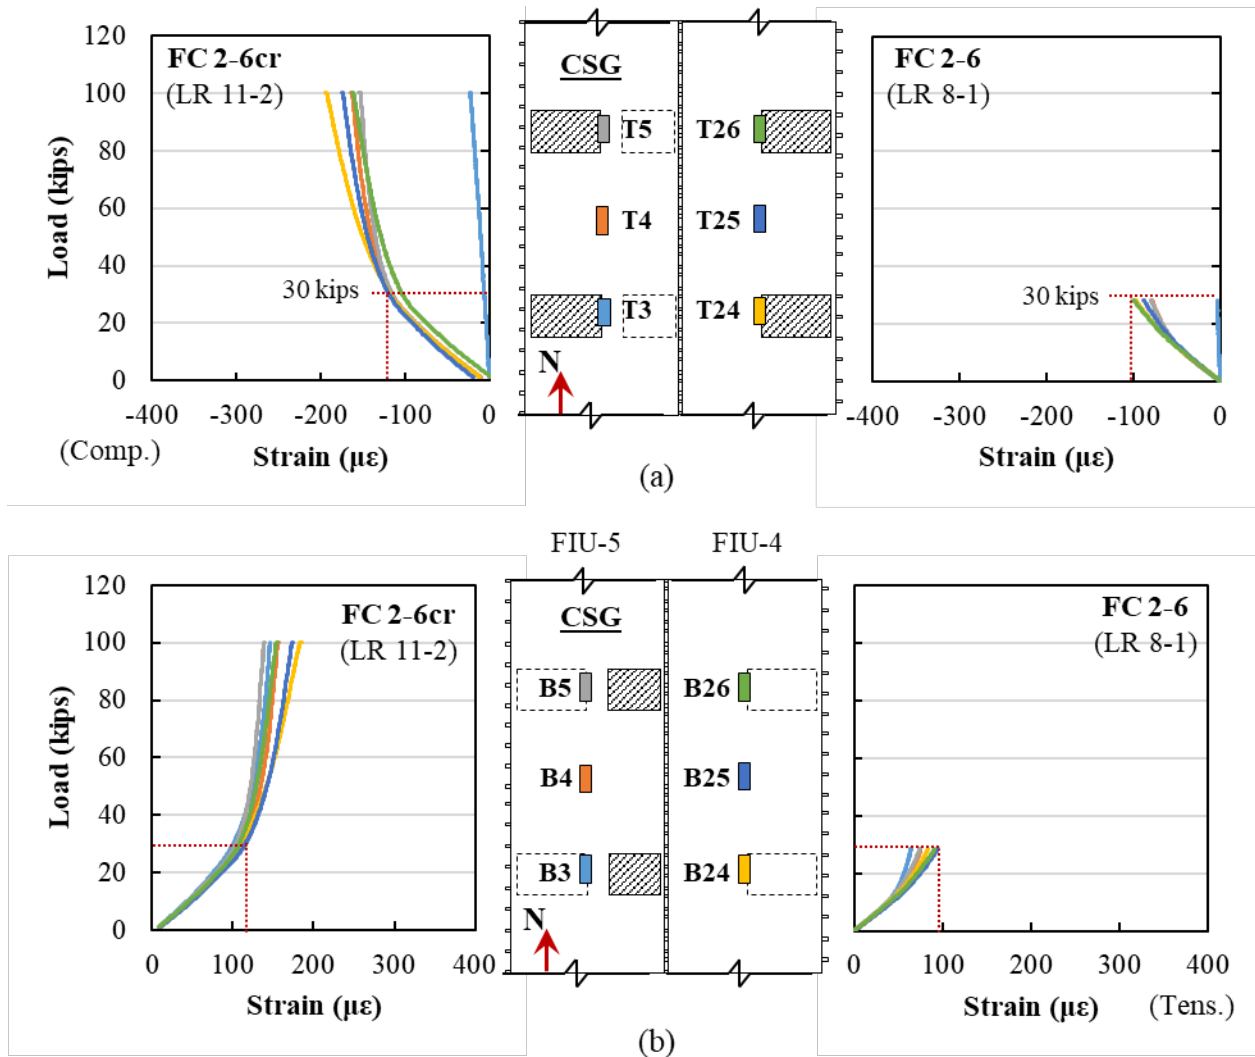 FC 2-6cr
(LR 11-2)
Load (kips)
120
100
80
60
40
20
0
30 kips
-400
-300
-200
-100
0
(Comp.)
Strain (με)
CSG
T5
T26
T4
T25
T3
T24
N
(a)
FC 2-6
(LR 8-1)
30 kips
-400
-300
-200
-100
0
Strain (με)
FIU-5
FIU-4
FC 2-6cr
(LR 11-2)
Load (kips)
120
100
80
60
40
20
0
0
100
200
300
400
Strain (με)
CSG
B5
B26
B4
B25
B3
B24
N
(b)
FC 2-6
(LR 8-1)
0
100
200
300
400
Strain (με)
(Tens.)